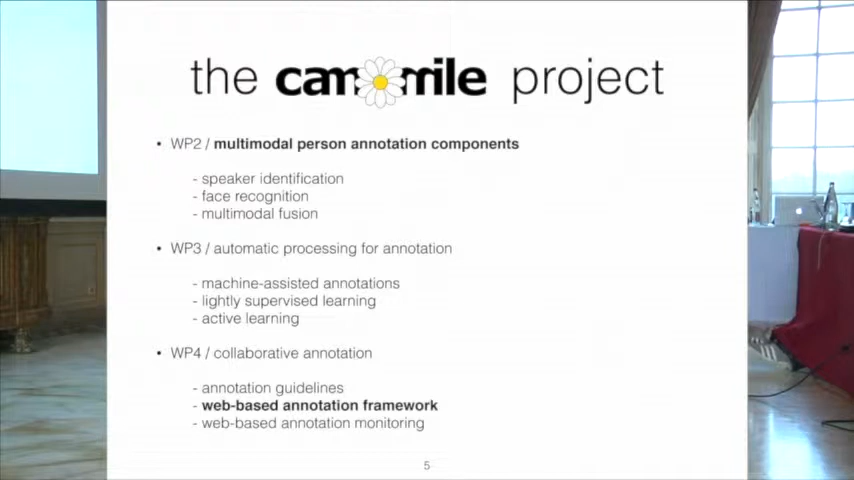 the camomile project
• WP2 / multimodal person annotation components
- speaker identification
- face recognition
- multimodal fusion
• WP3 / automatic processing for annotation
- machine-assisted annotations
- lightly supervised learning
- active learning
• WP4 / collaborative annotation
- annotation guidelines
- web-based annotation framework
- web-based annotation monitoring
5